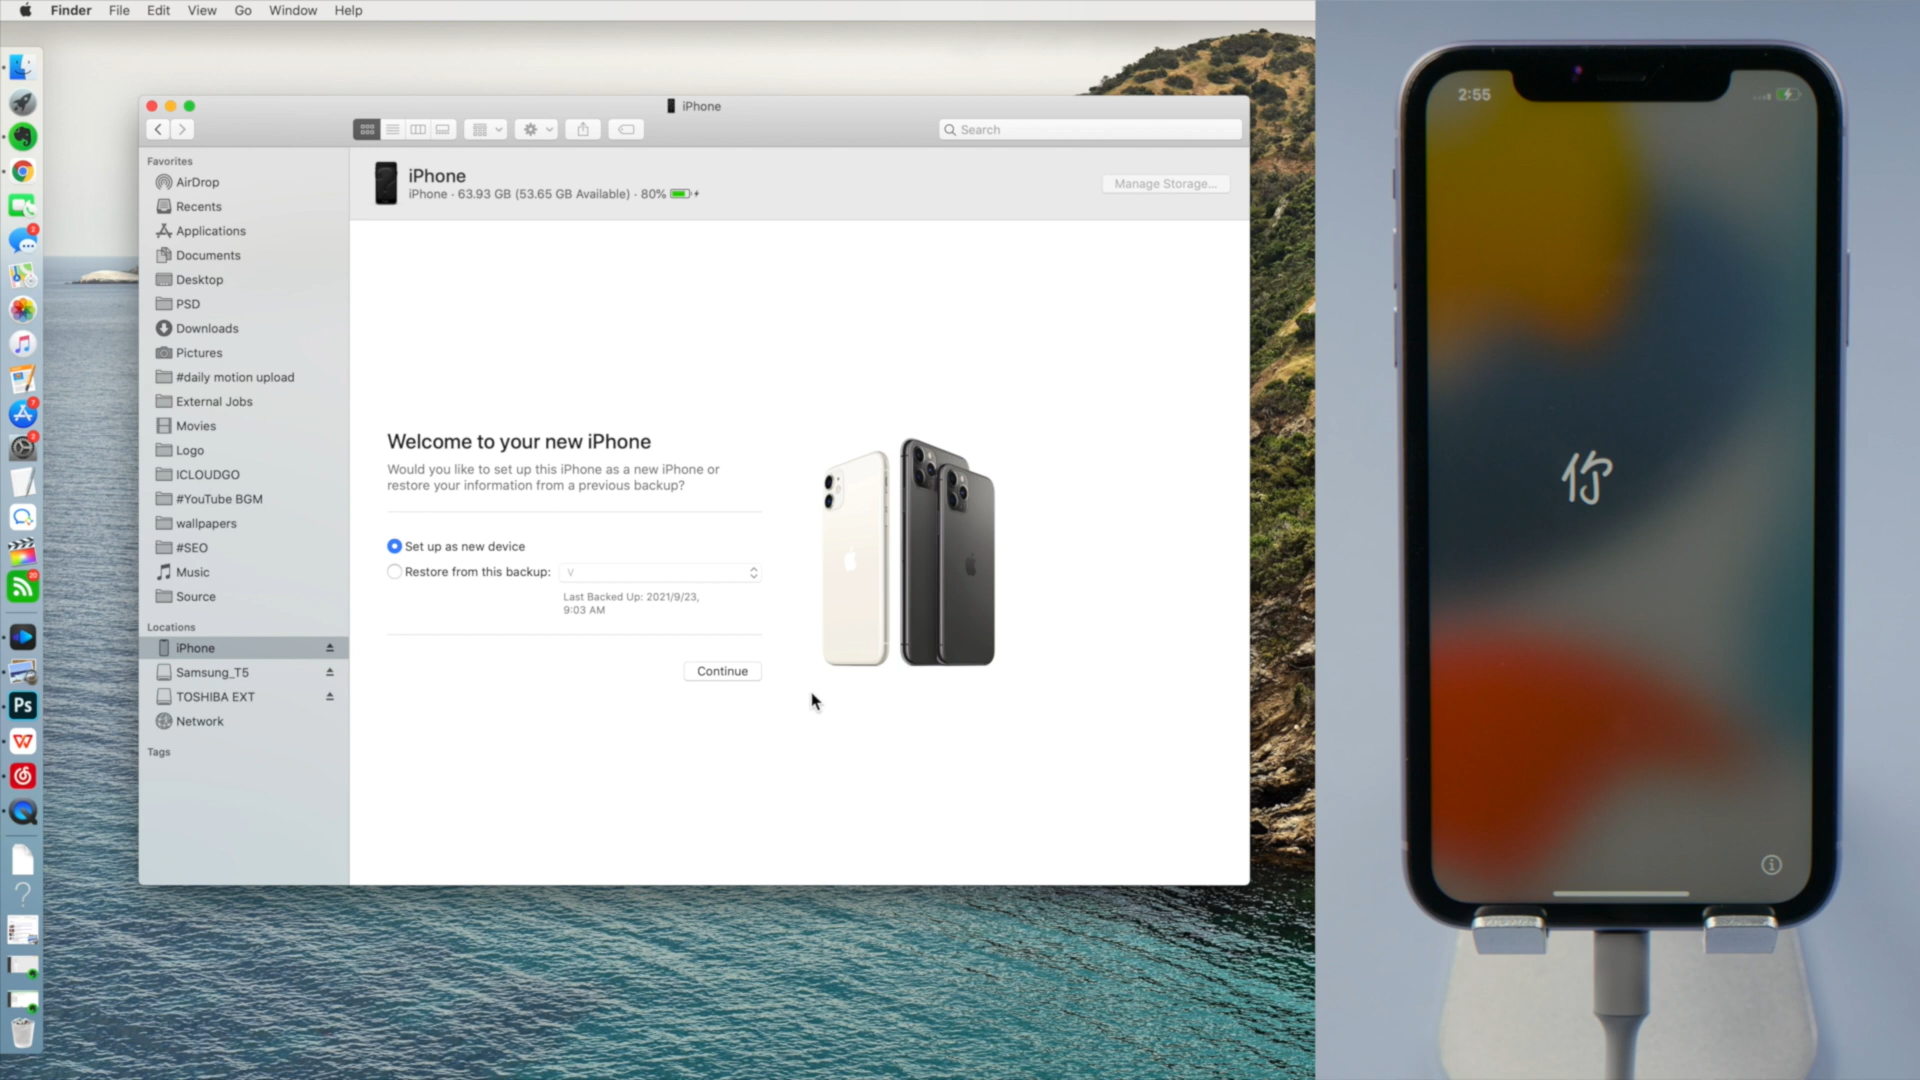 Finder File Edit View Go Window Help
iPhone
Search
Favorites
AirDrop
Recents
Applications
Documents
Desktop
PSD
Downloads
Pictures
#daily motion upload
External Jobs
Movies
Logo
ICLOUDGO
#YouTube BGM
wallpapers
#SEO
Music
Source
Locations
iPhone
Samsung_T5
TOSHIBA EXT
Network
Tags
iPhone
iPhone · 63.93 GB (53.65 GB Available) · 80%
Manage Storage...
Welcome to your new iPhone
Would you like to set up this iPhone as a new iPhone or
restore your information from a previous backup?
Set up as new device
Restore from this backup: V
Last Backed Up: 2021/9/23,
9:03 AM
Continue
2
7
2
20
Ps
2:55
你